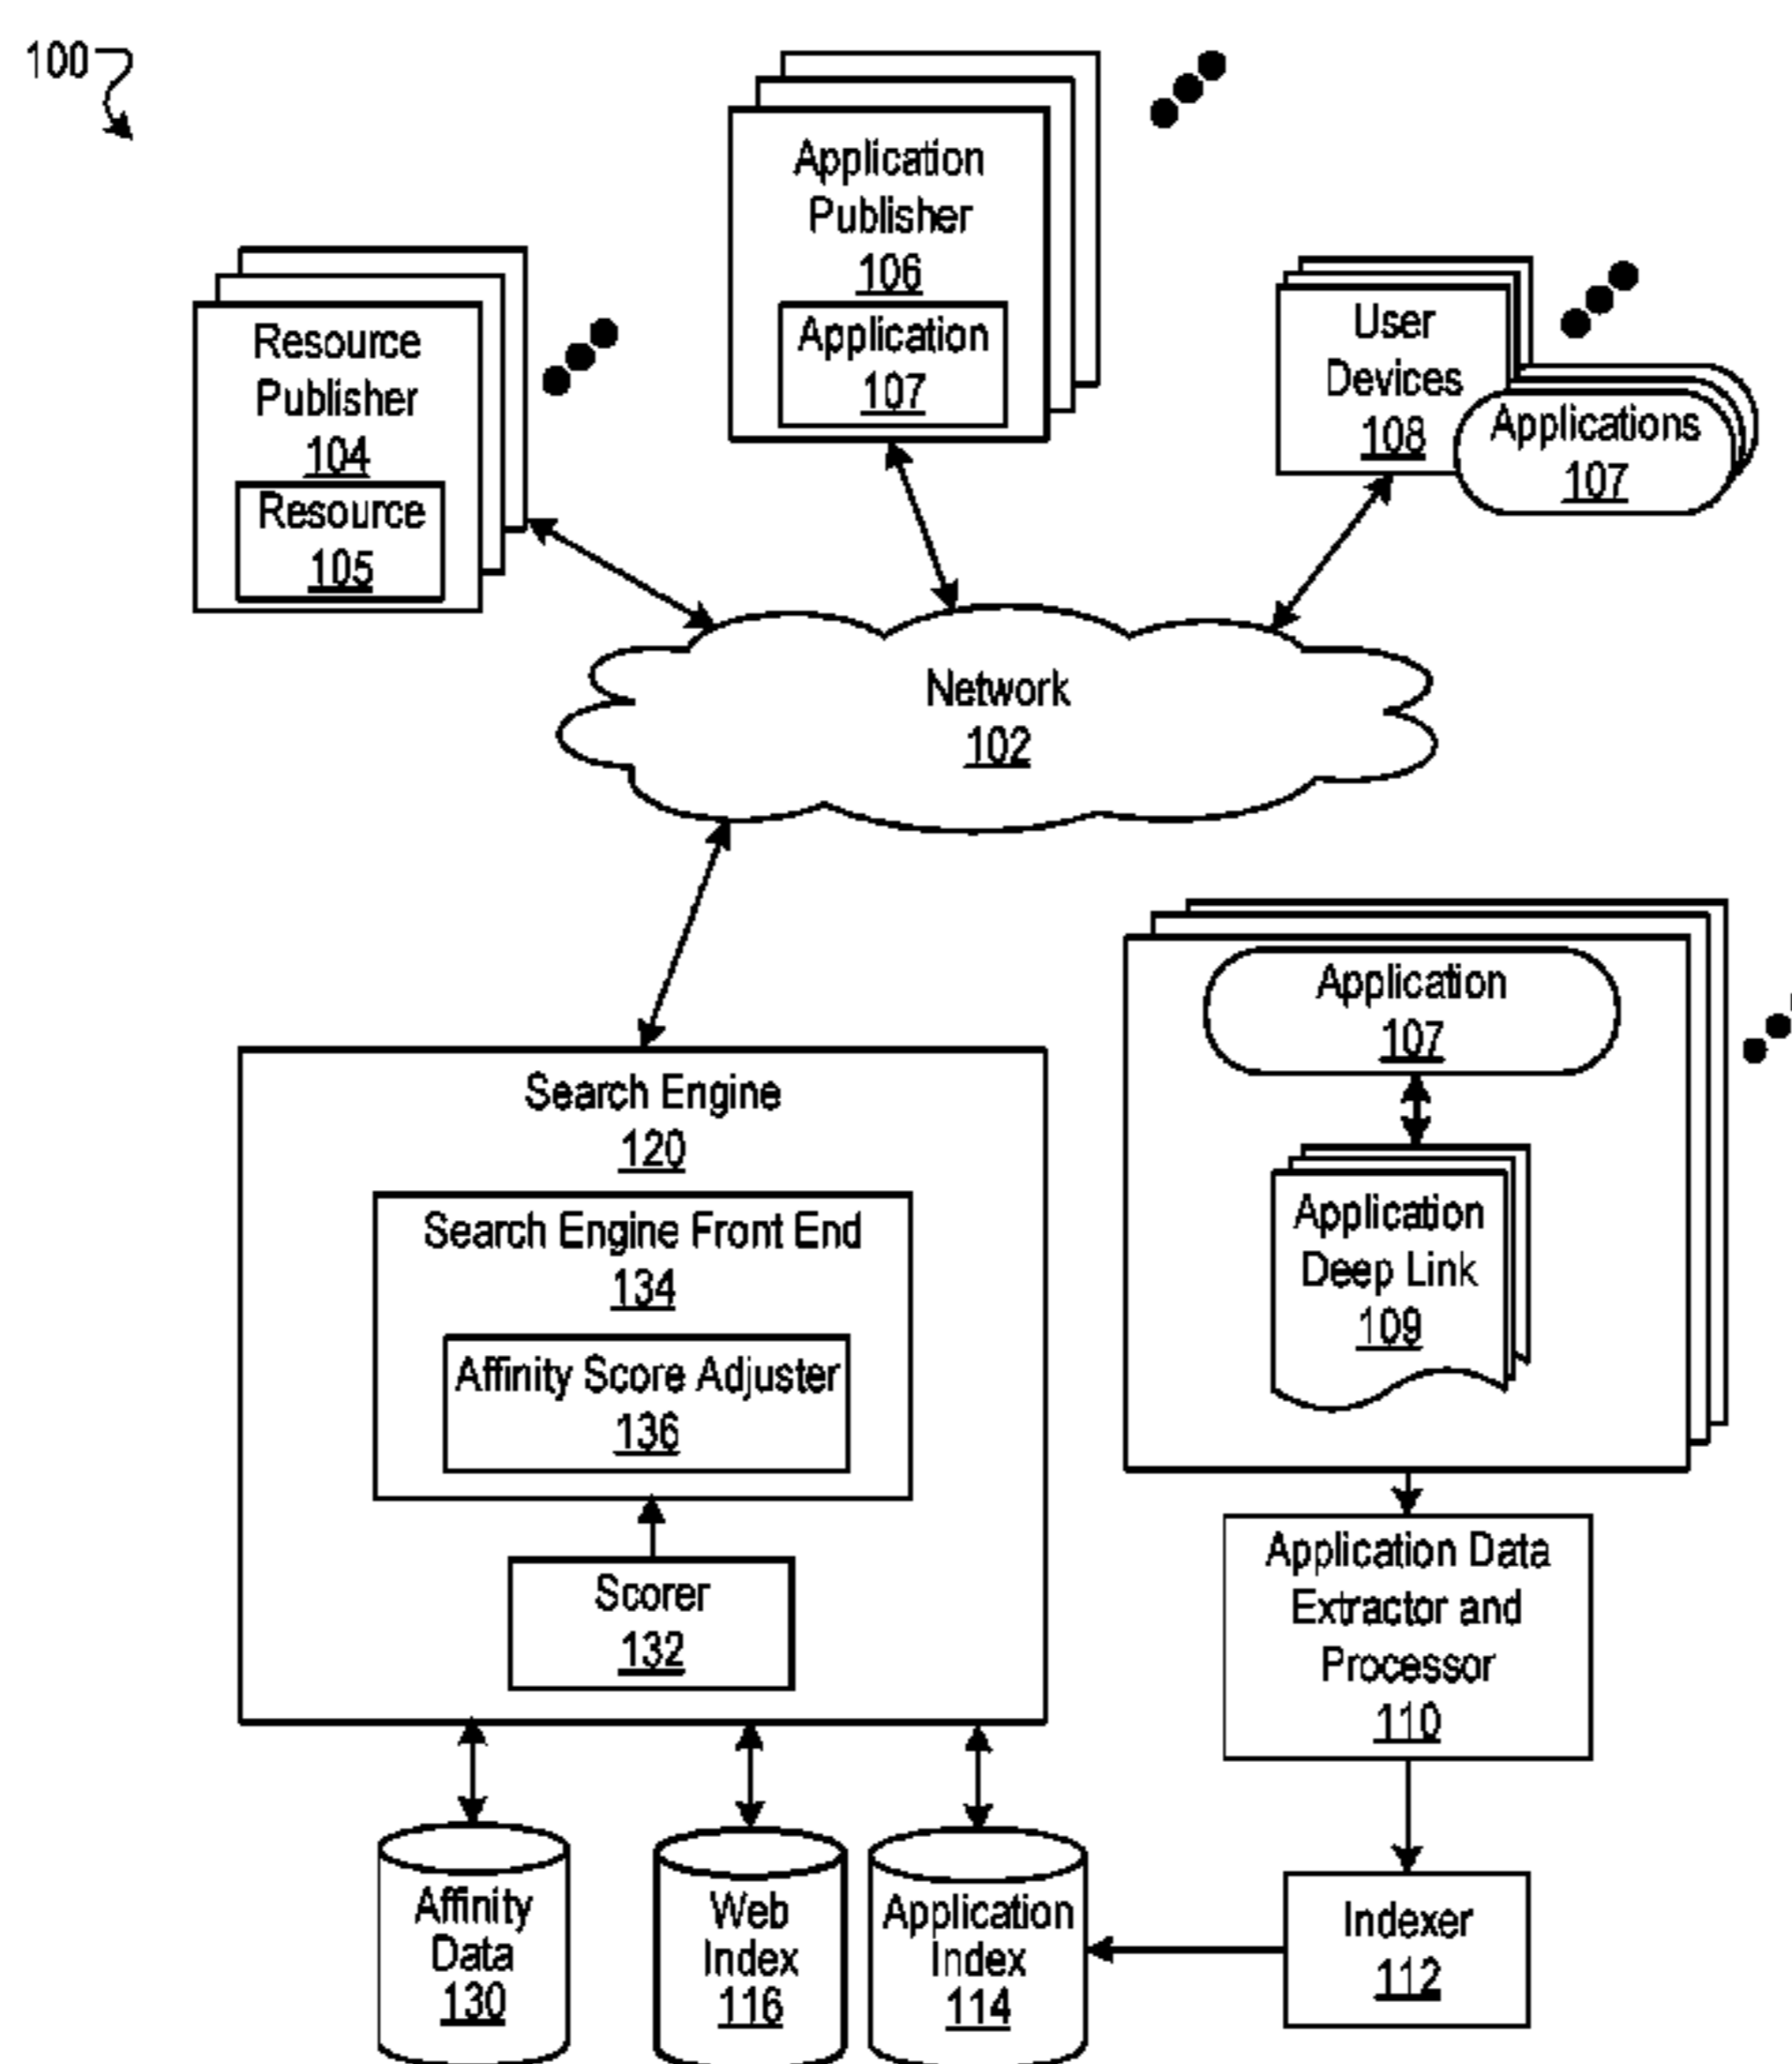 100
Application
Publisher
106
Application
107
Resource
Publisher
104
Resource
105
User
Devices
108
Applications
107
Network
102
Search Engine
120
Search Engine Front End
134
Affinity Score Adjuster
136
Scorer
132
Application
107
Application
Deep Link
109
Application Data
Extractor and
Processor
110
Affinity
Data
130
Web
Index
116
Application
Index
114
Indexer
112